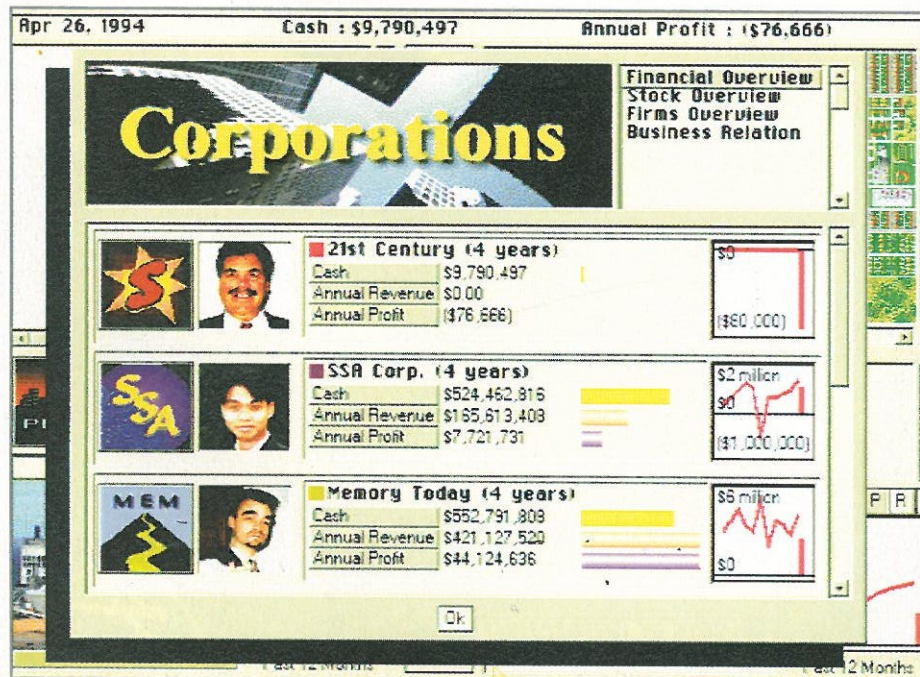 Apr 26, 1994 Cash : $9,790,497 Annual Profit : ($76,666)
Corporations
Financial Overview
Stock Overview
Firms Overview
Business Relation
S
21st Century (4 years)
Cash $9,790,497
Annual Revenue $0.00
Annual Profit ($76,666)
$0
($80,000)
SSA
SSA Corp. (4 years)
Cash $524,462,816
Annual Revenue $165,613,408
Annual Profit $7,721,731
$2 million
$0
($1,000,000)
MEM
Memory Today (4 years)
Cash $552,791,808
Annual Revenue $421,127,520
Annual Profit $44,124,636
$6 million
$0
P R
Ok
Past 12 Months
Past 12 Months